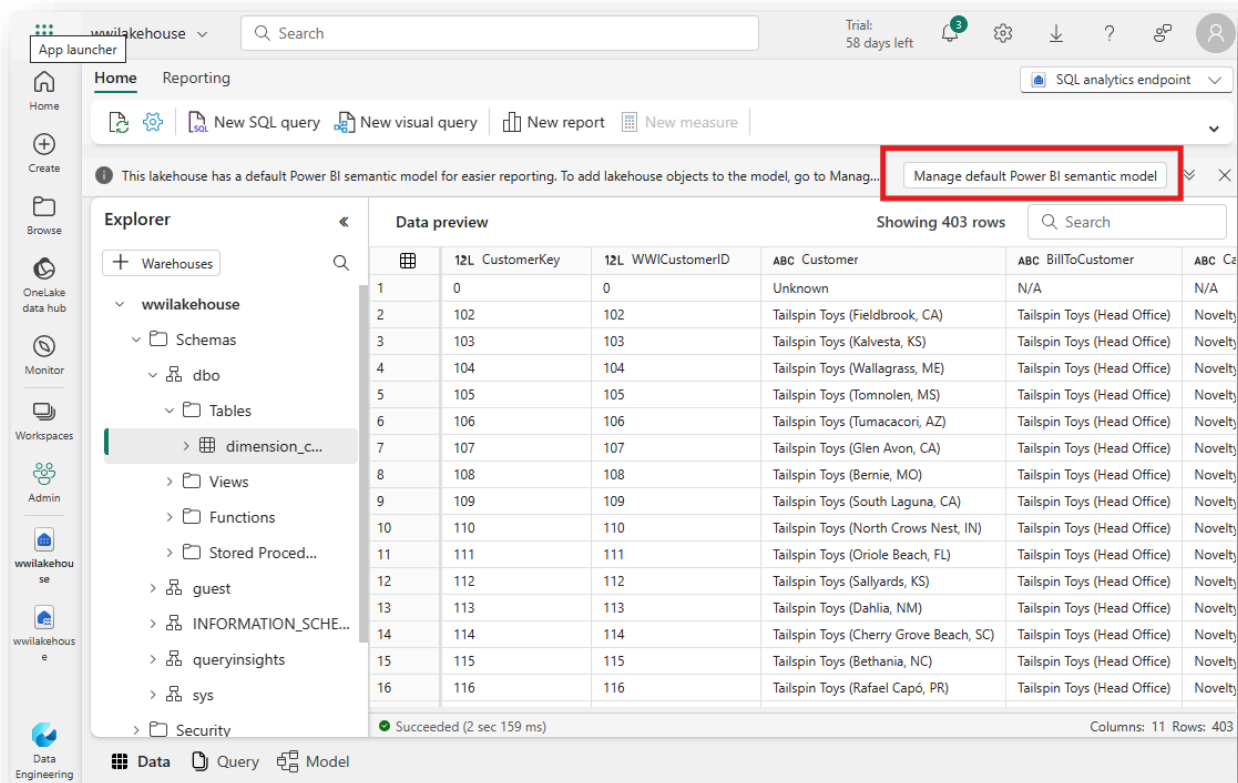 wwilakehouse
Search
Trial:
58 days left
3
App launcher
Home
Create
Browse
OneLake
data hub
Monitor
Workspaces
Admin
wwilakehou
se
wwilakehous
e
Data
Engineering
Home Reporting
SQL analytics endpoint
New SQL query New visual query New report New measure
This lakehouse has a default Power BI semantic model for easier reporting. To add lakehouse objects to the model, go to Manag...
Manage default Power BI semantic model
Explorer
Warehouses
wwilakehouse
Schemas
dbo
Tables
dimension_c...
Views
Functions
Stored Proced...
guest
INFORMATION_SCHE...
queryinsights
sys
Security
Data preview Showing 403 rows Search
12L CustomerKey 12L WWICustomerID ABC Customer ABC BillToCustomer ABC Ca
1 0 0 Unknown N/A N/A
2 102 102 Tailspin Toys (Fieldbrook, CA) Tailspin Toys (Head Office) Novelty
3 103 103 Tailspin Toys (Kalvesta, KS) Tailspin Toys (Head Office) Novelty
4 104 104 Tailspin Toys (Wallagrass, ME) Tailspin Toys (Head Office) Novelty
5 105 105 Tailspin Toys (Tomnolen, MS) Tailspin Toys (Head Office) Novelty
6 106 106 Tailspin Toys (Tumacacori, AZ) Tailspin Toys (Head Office) Novelty
7 107 107 Tailspin Toys (Glen Avon, CA) Tailspin Toys (Head Office) Novelty
8 108 108 Tailspin Toys (Bernie, MO) Tailspin Toys (Head Office) Novelty
9 109 109 Tailspin Toys (South Laguna, CA) Tailspin Toys (Head Office) Novelty
10 110 110 Tailspin Toys (North Crows Nest, IN) Tailspin Toys (Head Office) Novelty
11 111 111 Tailspin Toys (Oriole Beach, FL) Tailspin Toys (Head Office) Novelty
12 112 112 Tailspin Toys (Sallyards, KS) Tailspin Toys (Head Office) Novelty
13 113 113 Tailspin Toys (Dahlia, NM) Tailspin Toys (Head Office) Novelty
14 114 114 Tailspin Toys (Cherry Grove Beach, SC) Tailspin Toys (Head Office) Novelty
15 115 115 Tailspin Toys (Bethania, NC) Tailspin Toys (Head Office) Novelty
16 116 116 Tailspin Toys (Rafael Capó, PR) Tailspin Toys (Head Office) Novelty
Succeeded (2 sec 159 ms) Columns: 11 Rows: 403
Data Query Model